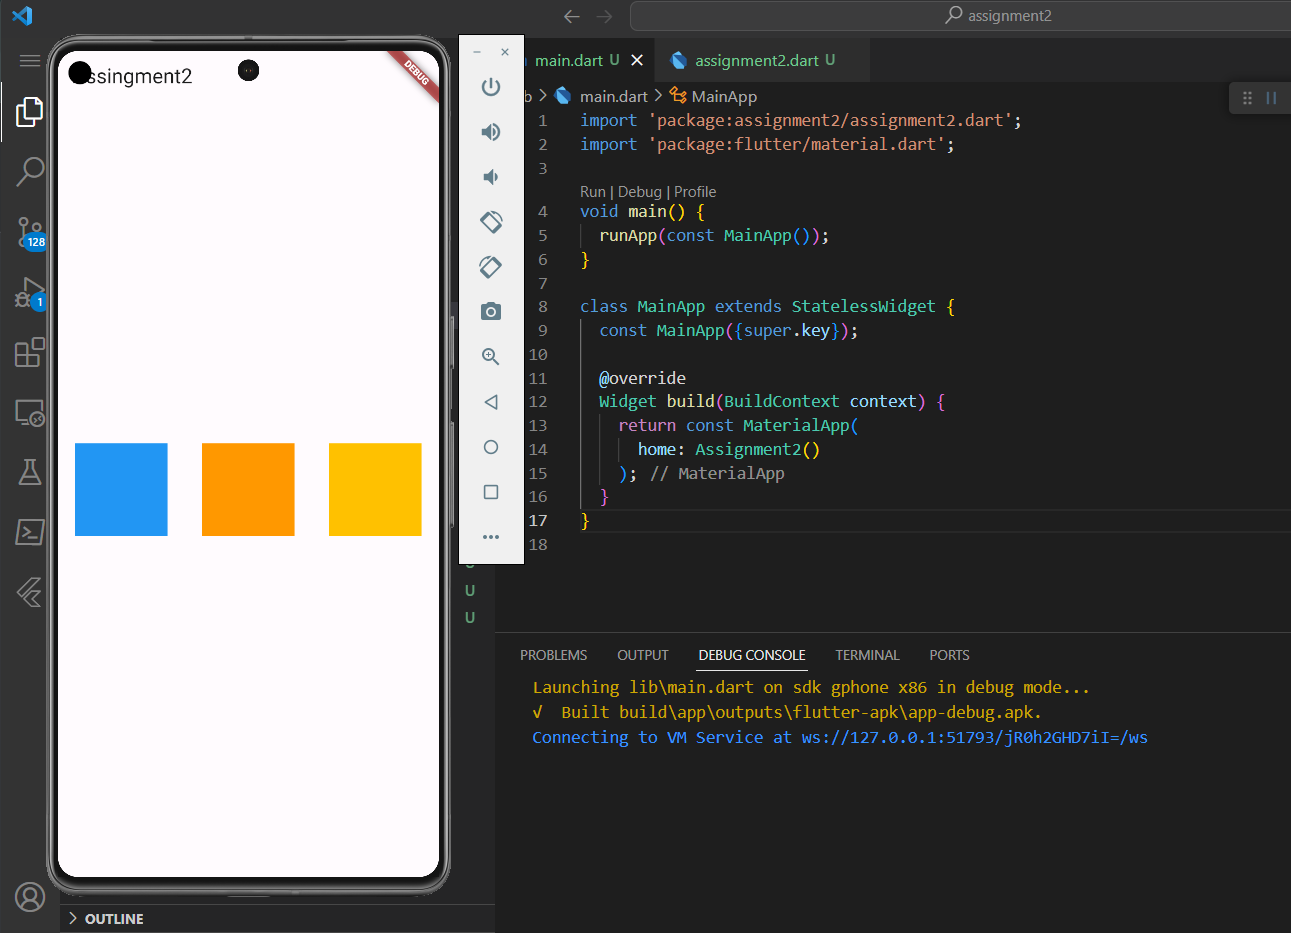 assignment2
ssingment2
DEBUG
main.dart U
assignment2.dart U
b > main.dart > MainApp
1 import 'package:assignment2/assignment2.dart';
2 import 'package:flutter/material.dart';
3
Run | Debug | Profile
4 void main() {
5 runApp(const MainApp());
6 }
7
8 class MainApp extends StatelessWidget {
9 const MainApp({super.key});
10
11 @override
12 Widget build(BuildContext context) {
13 return const MaterialApp(
14 home: Assignment2()
15 ); // MaterialApp
16 }
17 }
18
128
1
U
U
PROBLEMS OUTPUT DEBUG CONSOLE TERMINAL PORTS
Launching lib\main.dart on sdk gphone x86 in debug mode...
√ Built build\app\outputs\flutter-apk\app-debug.apk.
Connecting to VM Service at ws://127.0.0.1:51793/jR0h2GHD7iI=/ws
OUTLINE